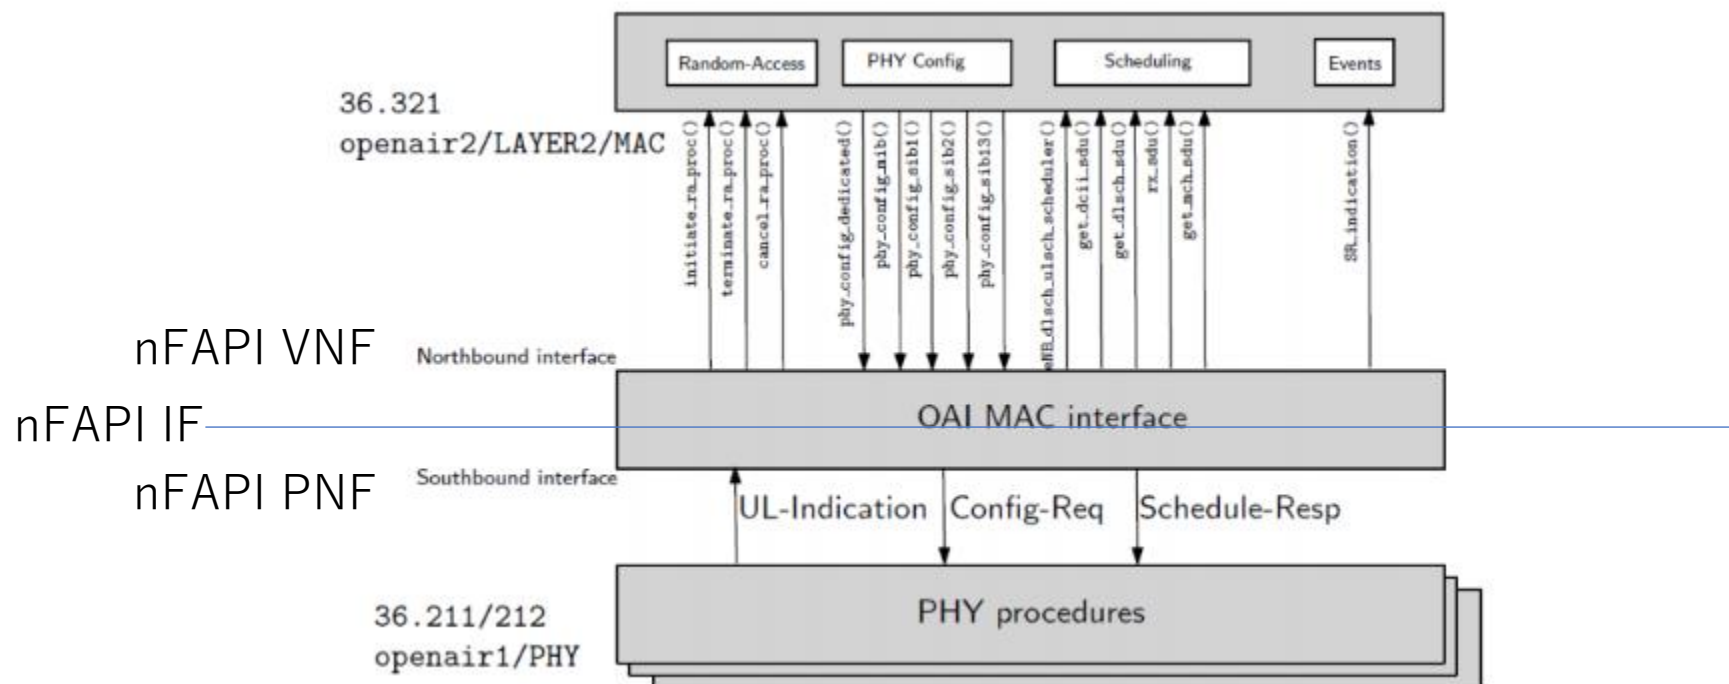 Random-Access
PHY Config
Scheduling
Events
36.321
openair2/LAYER2/MAC
initiate_ra_proc()
terminate_ra_proc()
cancel_ra_proc()
phy_config_dedicated()
phy_config_mib()
phy_config_sib1()
phy_config_sib2()
phy_config_sib13()
eNB_dlsch_ulsch_scheduler()
get_dci_sdu()
get_dlsch_sdu()
rx_sdu()
get_mch_sdu()
SR_indication()
nFAPI VNF
Northbound interface
nFAPI IF
OAI MAC interface
nFAPI PNF
Southbound interface
UL-Indication
Config-Req
Schedule-Resp
36.211/212
openair1/PHY
PHY procedures